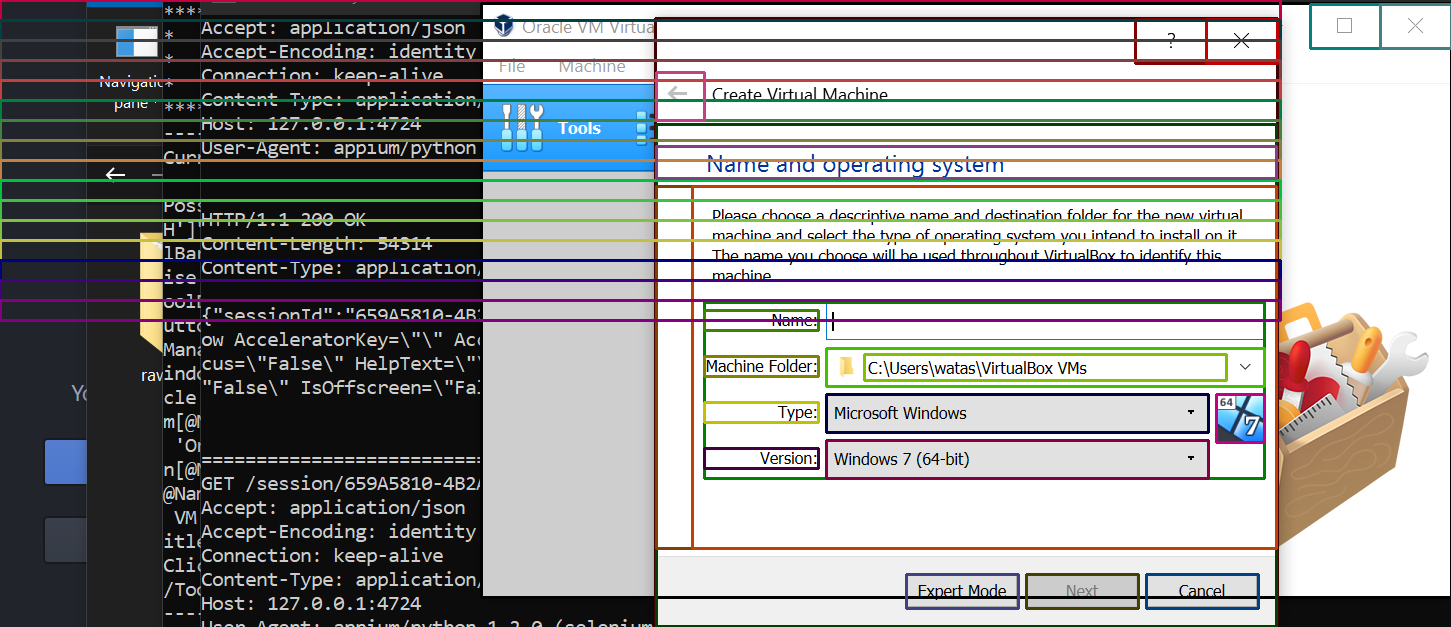 ****
*
*
*
****
----
Navigatio
pane
Accept: application/json
Accept-Encoding: identity
Connection: keep-alive
Content-Type: application/
Host: 127.0.0.1:4724
User-Agent: appium/python
HTTP/1.1 200 OK
Content-Length: 54314
Content-Type: application/
{"sessionId":"659A5810-4B2
ow AcceleratorKey=\"\" Acc
cus=\"False\" HelpText=\"\
"False\" IsOffscreen=\"Fal
==========================
GET /session/659A5810-4B2A
Accept: application/json
Accept-Encoding: identity
Connection: keep-alive
Content-Type: application/
Host: 127.0.0.1:4724
User-Agent: appium/python 1.2.0 (selenium
Curr
Poss
H']
lBar
ise
oolB
utto
Mana
indo
cle
m[@N
'Or
n[@N
@Nam
VM
itle
Clic
/Too
----
raw
Yo
Oracle VM Virtua
File Machine
Tools
?
Create Virtual Machine
Name and operating system
Please choose a descriptive name and destination folder for the new virtual
machine and select the type of operating system you intend to install on it.
The name you choose will be used throughout VirtualBox to identify this
machine.
Name:
Machine Folder: C:\Users\watas\VirtualBox VMs
Type: Microsoft Windows
64
7
Version: Windows 7 (64-bit)
Expert Mode Next Cancel